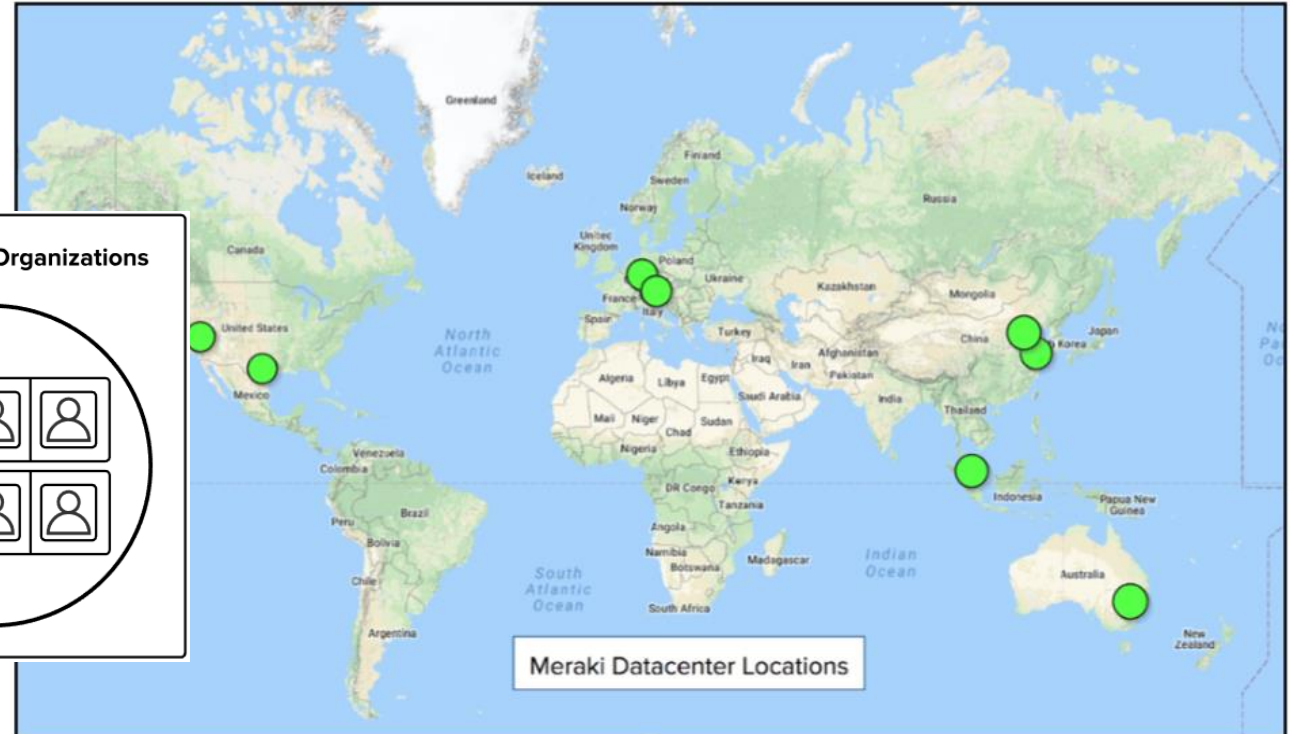 Greenland
Iceland
Finland
Sweden
Norway
Russia
United
Kingdom
Canada
Organizations
Poland
Ukraine
Kazakhstan
Mongolia
France
Italy
Spain
United States
North
Atlantic
Ocean
Turkey
China
Korea
Japan
Iraq
Iran
Afghanistan
Pakistan
Mexico
Algeria
Libya
Egypt
Saudi Arabia
India
Thailand
Mali
Niger
Chad
Sudan
Nigeria
Ethiopia
Venezuela
Colombia
DR Congo
Kenya
Tanzania
Indonesia
Papua New
Guinea
Peru
Brazil
Bolivia
Angola
Namibia
Botswana
Madagascar
Indian
Ocean
South
Atlantic
Ocean
Chile
Australia
South Africa
Argentina
New
Zealand
Meraki Datacenter Locations